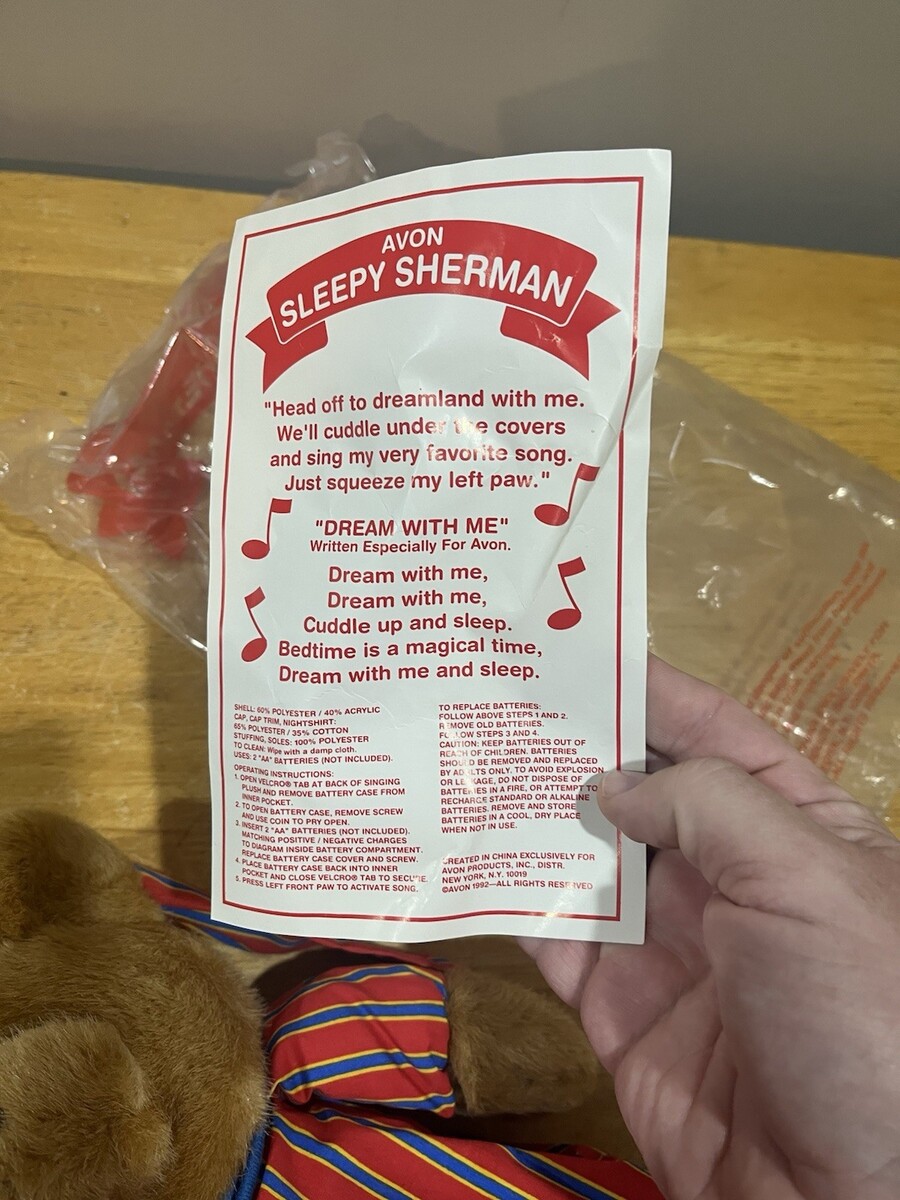 AVON
SLEEPY SHERMAN
"Head off to dreamland with me.
We'll cuddle under the covers
and sing my very favorite song.
Just squeeze my left paw."
"DREAM WITH ME"
Written Especially For Avon.
Dream with me,
Dream with me,
Cuddle up and sleep.
Bedtime is a magical time,
Dream with me and sleep.
SHELL: 60% POLYESTER / 40% ACRYLIC
CAP, CAP TRIM, NIGHTSHIRT:
65% POLYESTER / 35% COTTON
STUFFING, SOLES: 100% POLYESTER
TO CLEAN: Wipe with a damp cloth.
USES: 2 "AA" BATTERIES (NOT INCLUDED).
OPERATING INSTRUCTIONS:
1. OPEN VELCRO® TAB AT BACK OF SINGING
PLUSH AND REMOVE BATTERY CASE FROM
INNER POCKET.
2. TO OPEN BATTERY CASE, REMOVE SCREW
AND USE COIN TO PRY OPEN.
3. INSERT 2 "AA" BATTERIES (NOT INCLUDED).
MATCHING POSITIVE / NEGATIVE CHARGES
TO DIAGRAM INSIDE BATTERY COMPARTMENT.
REPLACE BATTERY CASE COVER AND SCREW.
4. PLACE BATTERY CASE BACK INTO INNER
POCKET AND CLOSE VELCRO® TAB TO SECURE.
5. PRESS LEFT FRONT PAW TO ACTIVATE SONG.
TO REPLACE BATTERIES:
FOLLOW ABOVE STEPS 1 AND 2.
REMOVE OLD BATTERIES.
FOLLOW STEPS 3 AND 4.
CAUTION: KEEP BATTERIES OUT OF
REACH OF CHILDREN. BATTERIES
SHOULD BE REMOVED AND REPLACED
BY ADULTS ONLY. TO AVOID EXPLOSION
OR LEAKAGE, DO NOT DISPOSE OF
BATTERIES IN A FIRE, OR ATTEMPT TO
RECHARGE STANDARD OR ALKALINE
BATTERIES. REMOVE AND STORE
BATTERIES IN A COOL, DRY PLACE
WHEN NOT IN USE.
CREATED IN CHINA EXCLUSIVELY FOR
AVON PRODUCTS, INC., DISTR.
NEW YORK, N.Y. 10019
©AVON 1992—ALL RIGHTS RESERVED